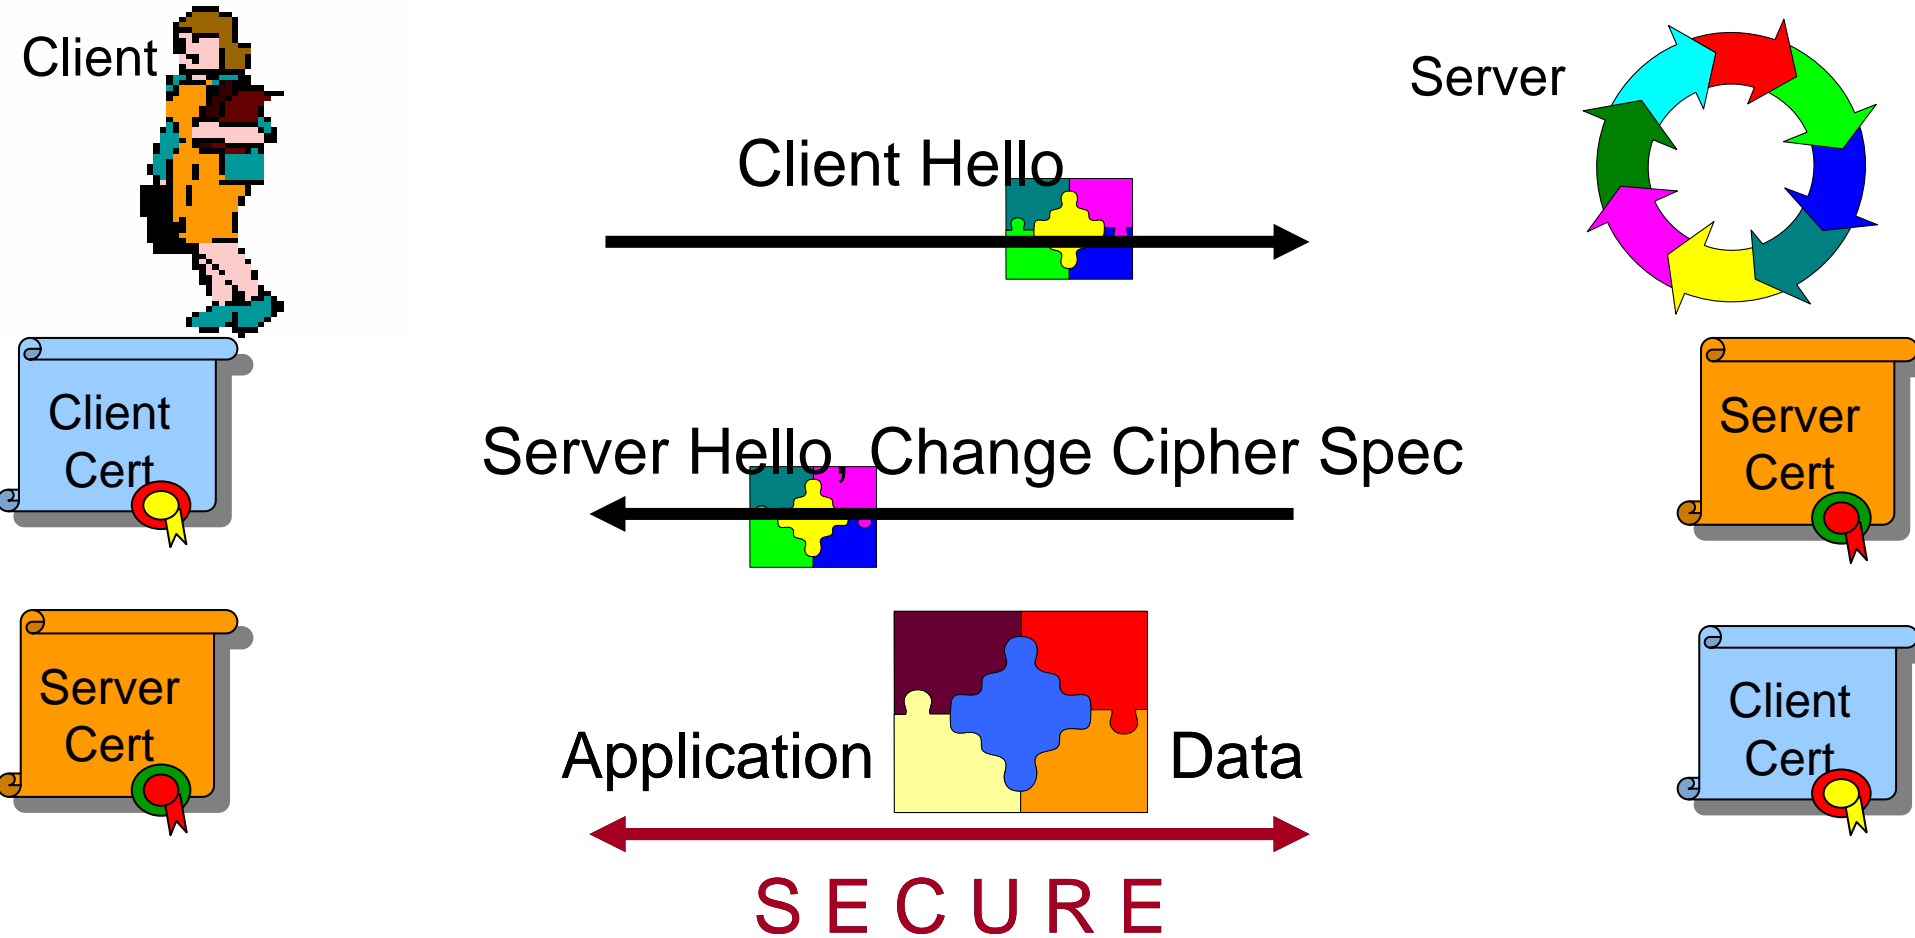 Client
Server
Client Hello
Client
Cert
Server Hello, Change Cipher Spec
Server
Cert
Server
Cert
Application Data
Client
Cert
S E C U R E